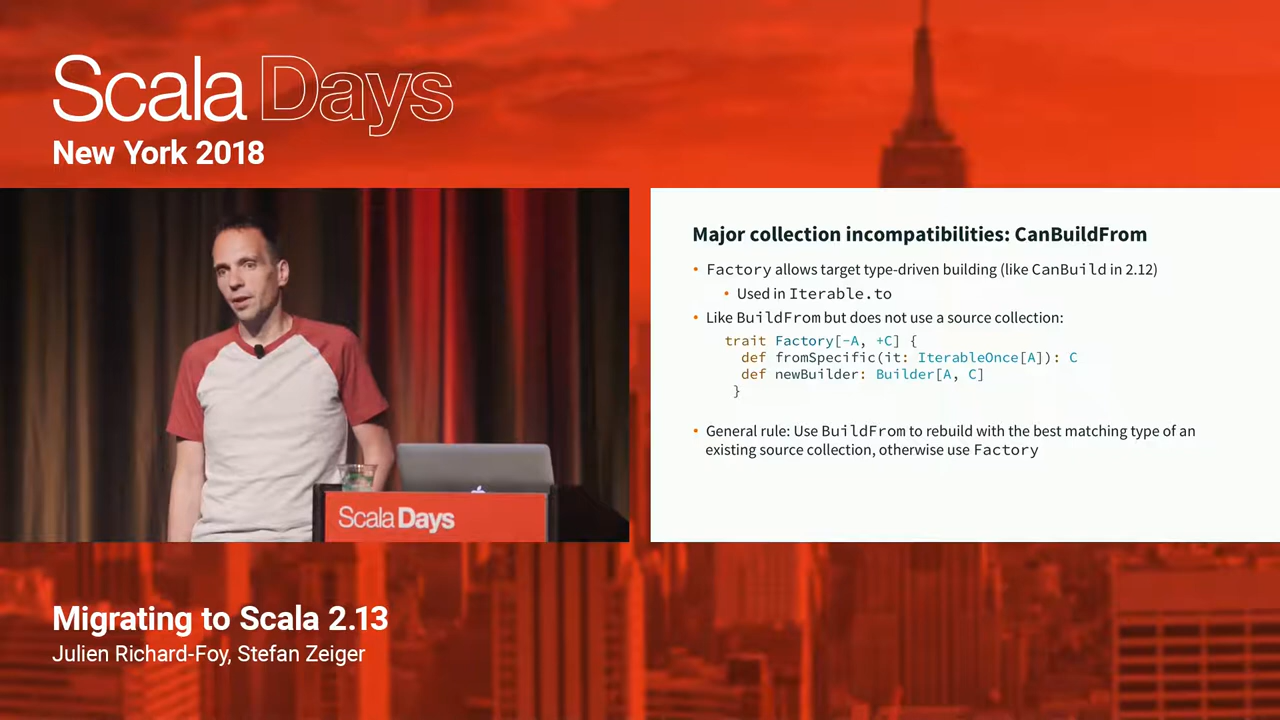 Scala Days
New York 2018
Major collection incompatibilities: CanBuildFrom
• Factory allows target type-driven building (like CanBuild in 2.12)
• Used in Iterable.to
• Like BuildFrom but does not use a source collection:
trait Factory[-A, +C] {
def fromSpecific(it: IterableOnce[A]): C
def newBuilder: Builder[A, C]
}
• General rule: Use BuildFrom to rebuild with the best matching type of an
existing source collection, otherwise use Factory
Scala Days
Migrating to Scala 2.13
Julien Richard-Foy, Stefan Zeiger